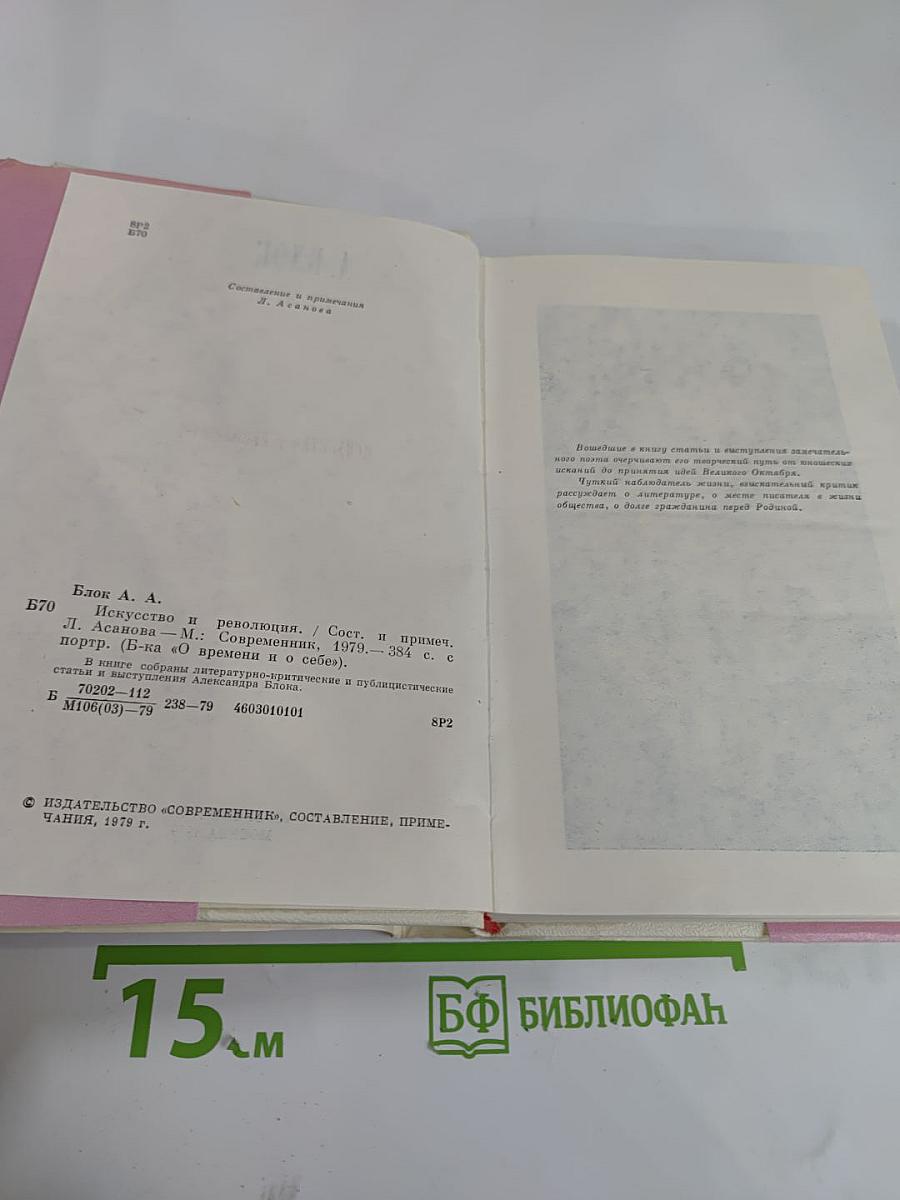 8Р2
Б70
Составление и примечания
Л. Асанова
Блок А. А.
Б70 Искусство и революция. / Сост. и примеч.
Л. Асанова — М.: Современник, 1979.— 384 с. с
портр. (Б-ка «О времени и о себе»).
В книге собраны литературно-критические и публицистические
статьи и выступления Александра Блока.
Б 70202—112
М106(03)—79 238—79 4603010101
8Р2
© ИЗДАТЕЛЬСТВО «СОВРЕМЕННИК», СОСТАВЛЕНИЕ, ПРИМЕ-
ЧАНИЯ, 1979 г.
Вошедшие в книгу статьи и выступления замечатель-
ного поэта очерчивают его творческий путь от юношеских
исканий до принятия идей Великого Октября.
Чуткий наблюдатель жизни, взыскательный критик
рассуждает о литературе, о месте писателя в жизни
общества, о долге гражданина перед Родиной.
15 см
БФ БИБЛИОФАН